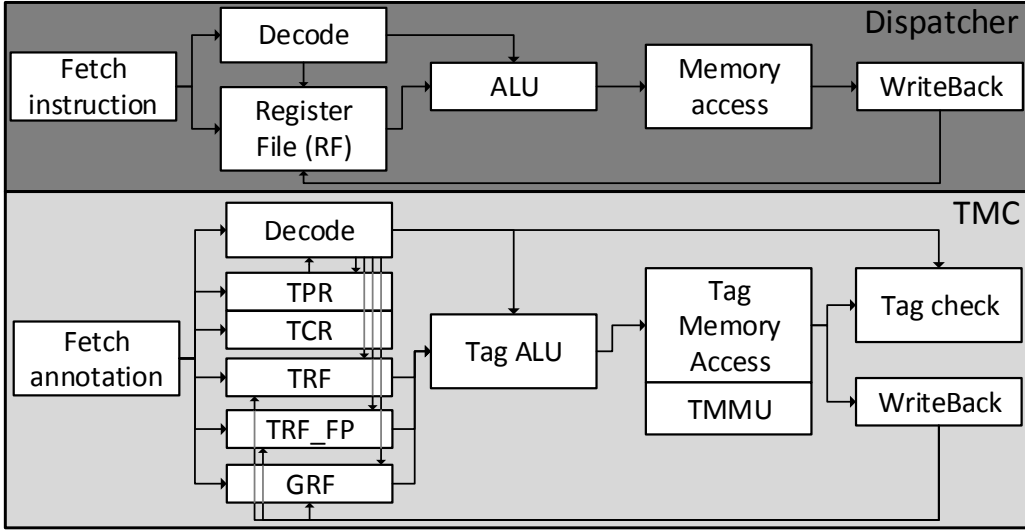 Dispatcher
Decode
Fetch
instruction
Register
File (RF)
ALU
Memory
access
WriteBack
TMC
Decode
TPR
TCR
Fetch
annotation
TRF
TRF_FP
GRF
Tag ALU
Tag
Memory
Access
TMMU
Tag check
WriteBack